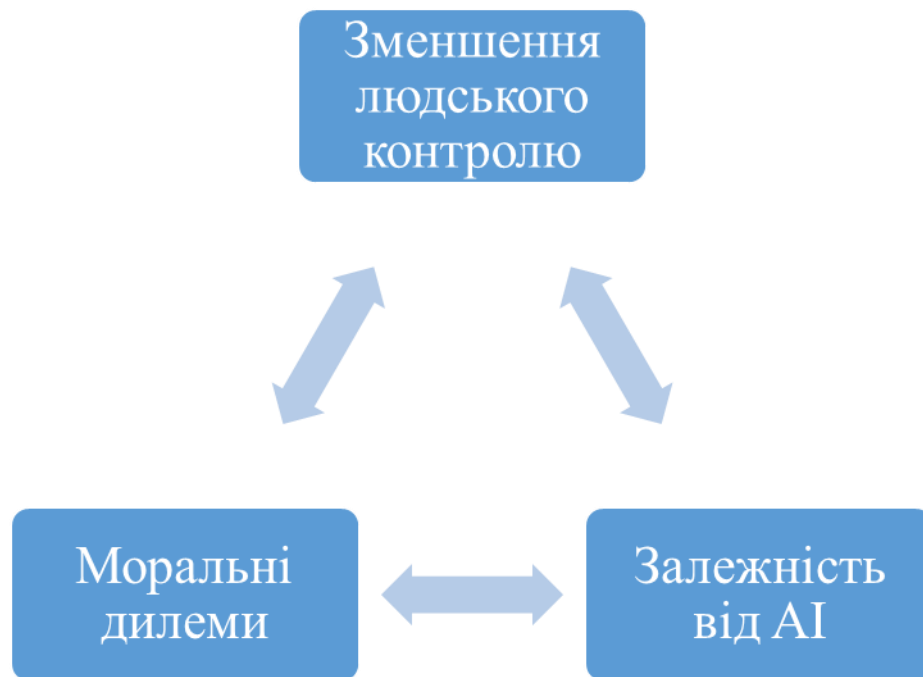 Зменшення
людського
контролю
Моральні
дилеми
Залежність
від AI